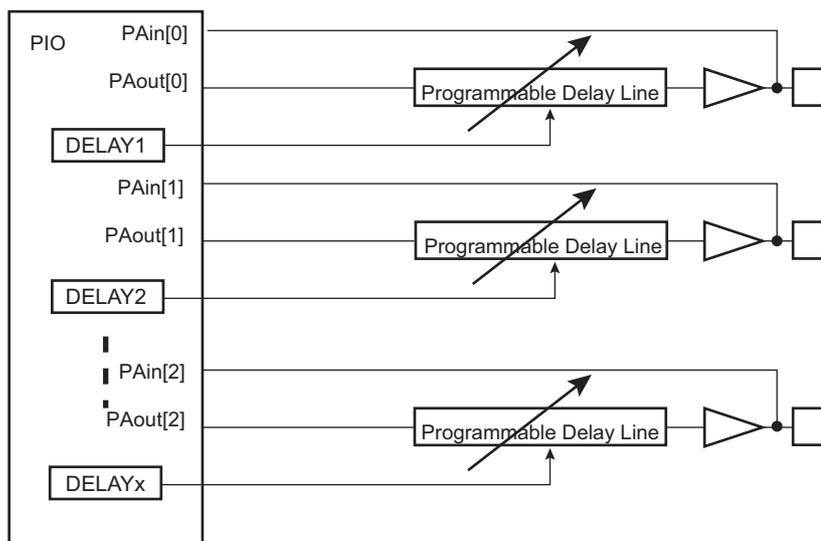 PIO
PAin[0]
PAout[0]
Programmable Delay Line
DELAY1
PAin[1]
PAout[1]
Programmable Delay Line
DELAY2
PAin[2]
PAout[2]
Programmable Delay Line
DELAYx